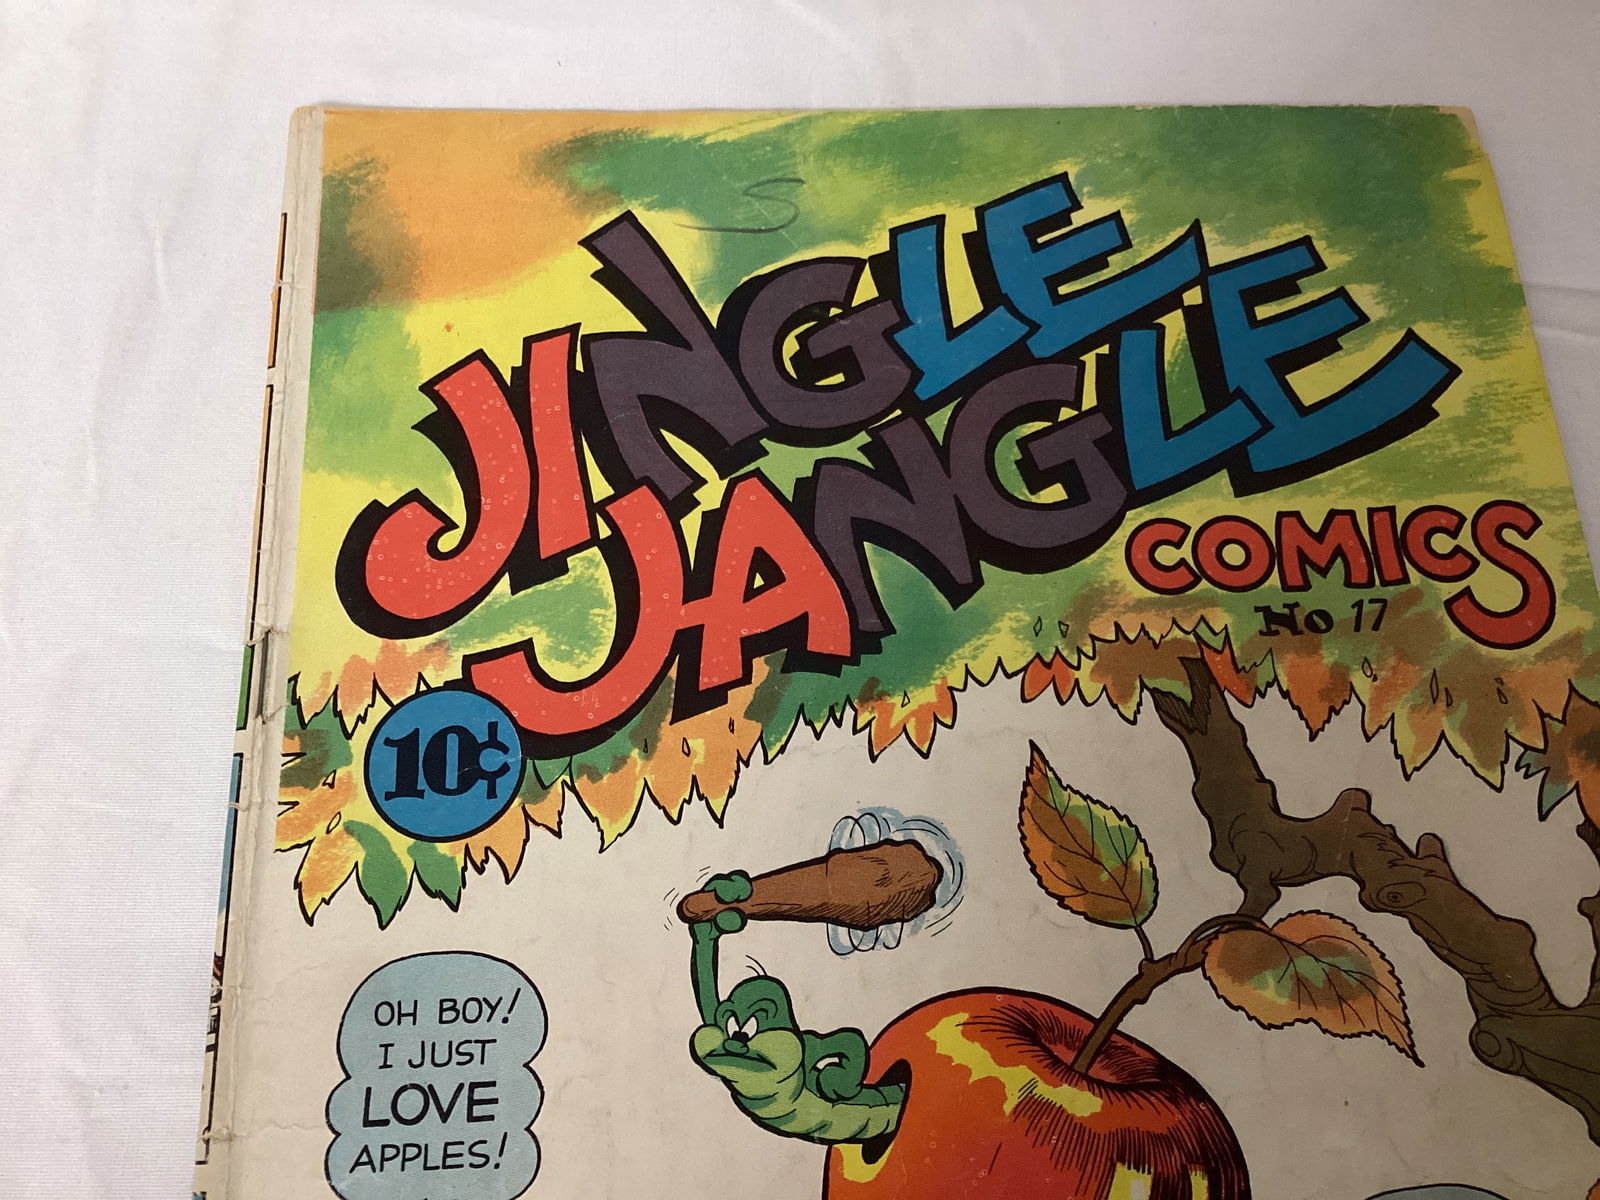 S
JINGLE
JANGLE
COMICS
No 17
10¢
OH BOY!
I JUST
LOVE
APPLES!